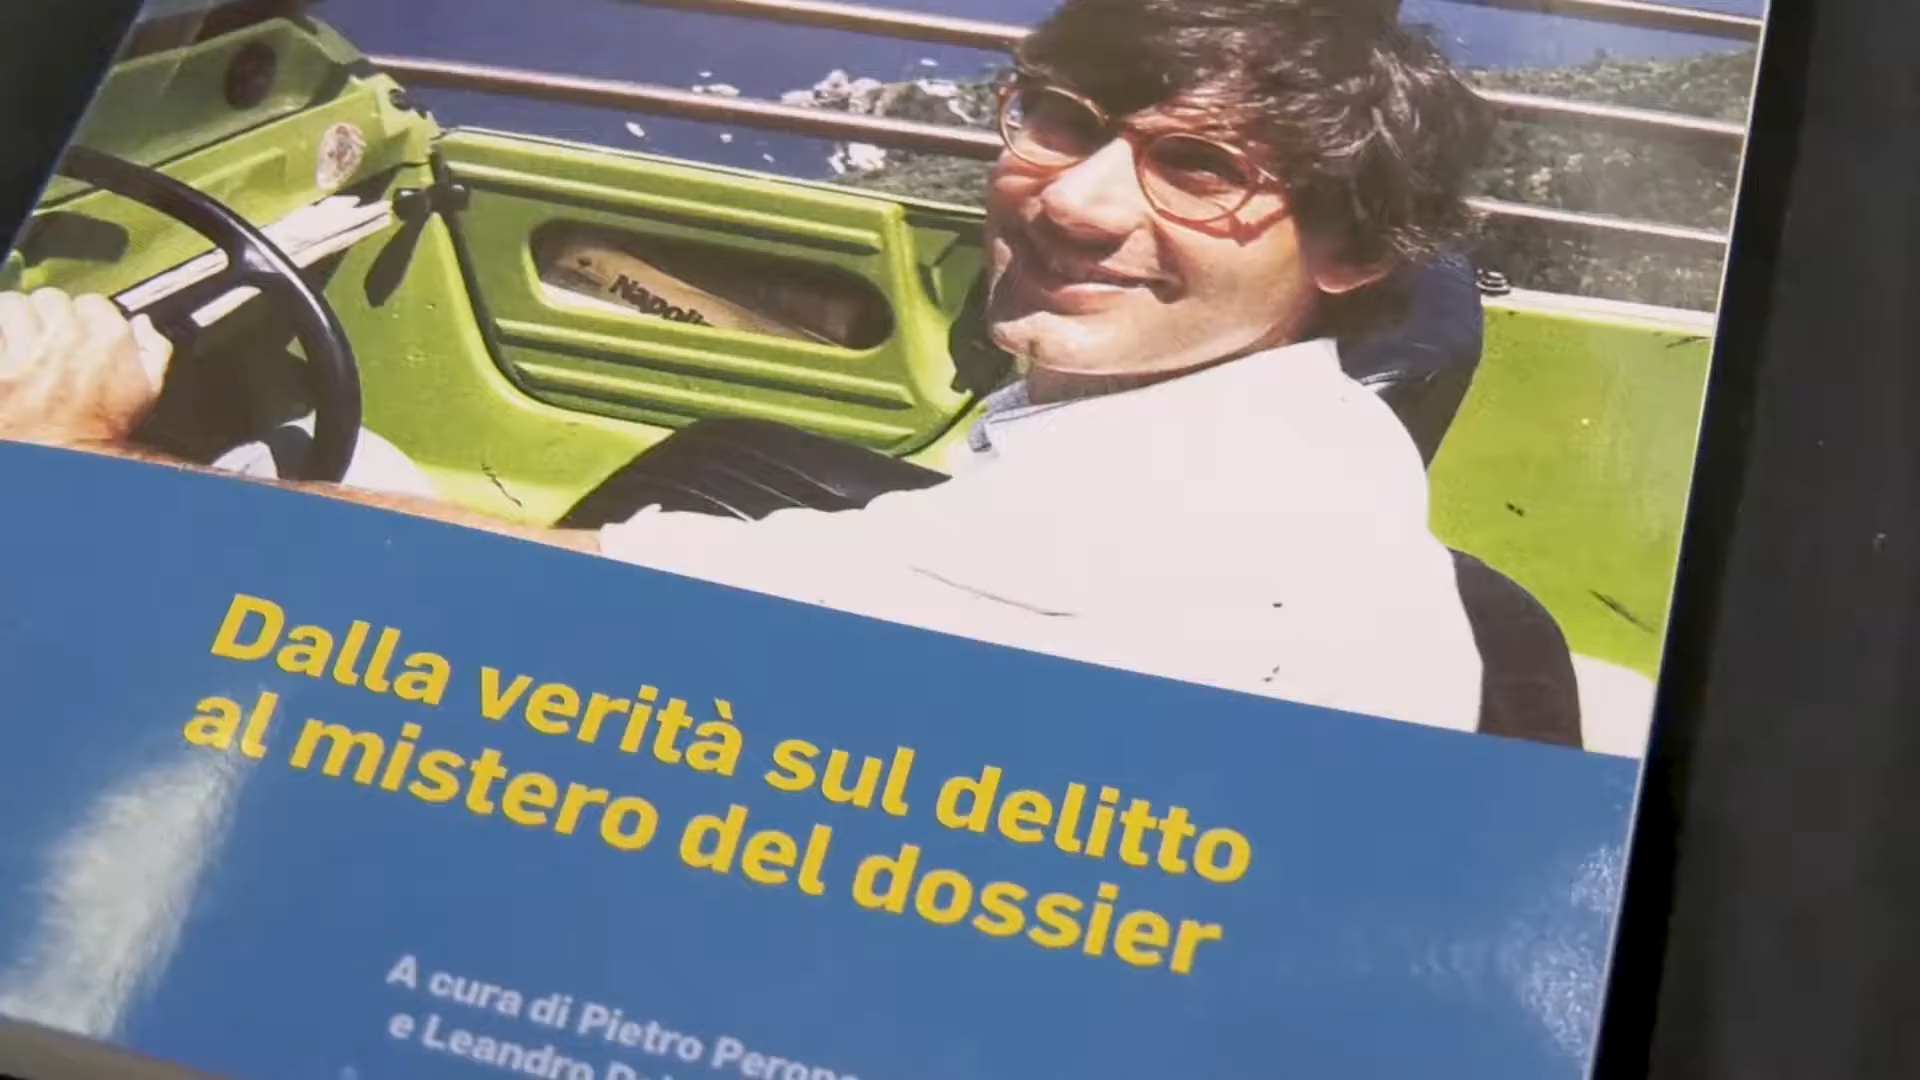 Napoli
Dalla verità sul delitto
al mistero del dossier
A cura di Pietro
e Leandro